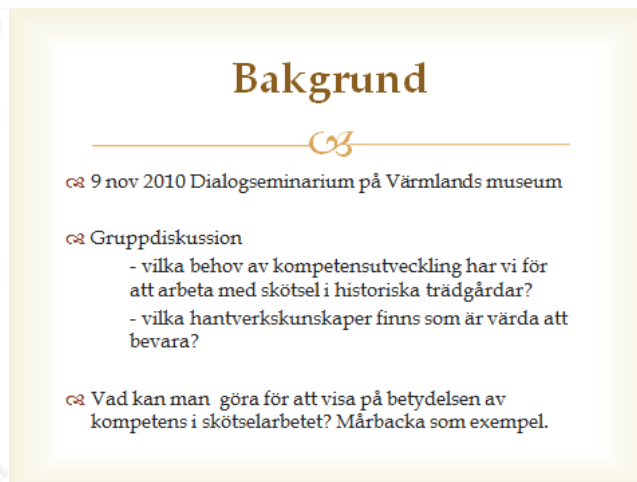 Bakgrund
9 nov 2010 Dialogseminarium på Värmlands museum
Gruppdiskussion
- vilka behov av kompetensutveckling har vi för
att arbeta med skötsel i historiska trädgårdar?
- vilka hantverkskunskaper finns som är värda att
bevara?
Vad kan man  göra för att visa på betydelsen av
kompetens i skötselarbetet? Mårbacka som exempel.